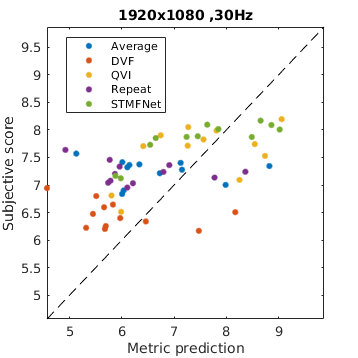 1920x1080 ,30Hz
Average
DVF
QVI
Repeat
STMFNet
Subjective score
9.5
9
8.5
8
7.5
7
6.5
6
5.5
5
5 6 7 8 9
Metric prediction